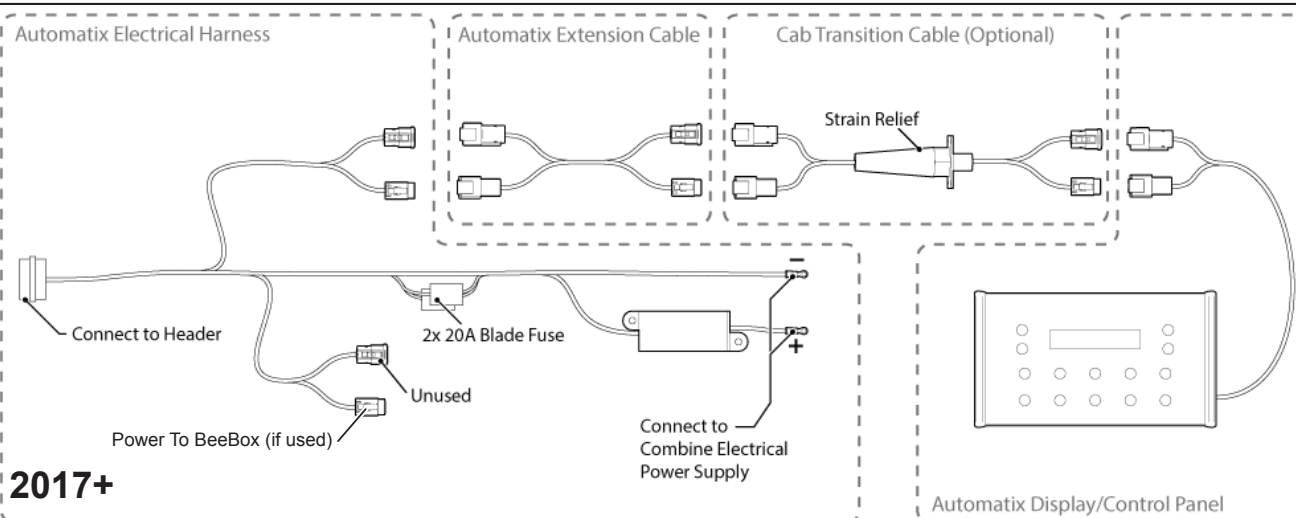 Automatix Electrical Harness
Automatix Extension Cable
Cab Transition Cable (Optional)
Strain Relief
−
+
Connect to Header
2x 20A Blade Fuse
Unused
Power To BeeBox (if used)
Connect to
Combine Electrical
Power Supply
2017+
Automatix Display/Control Panel